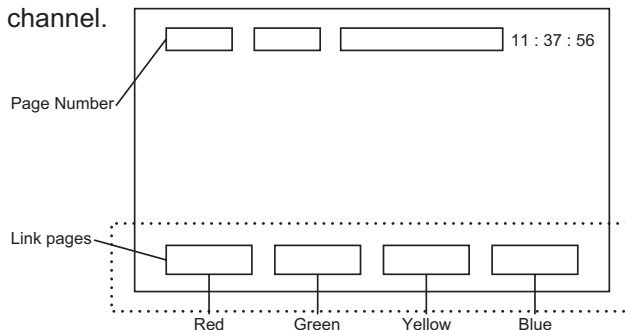 channel.
11 : 37 : 56
Page Number
Link pages
Red Green Yellow Blue